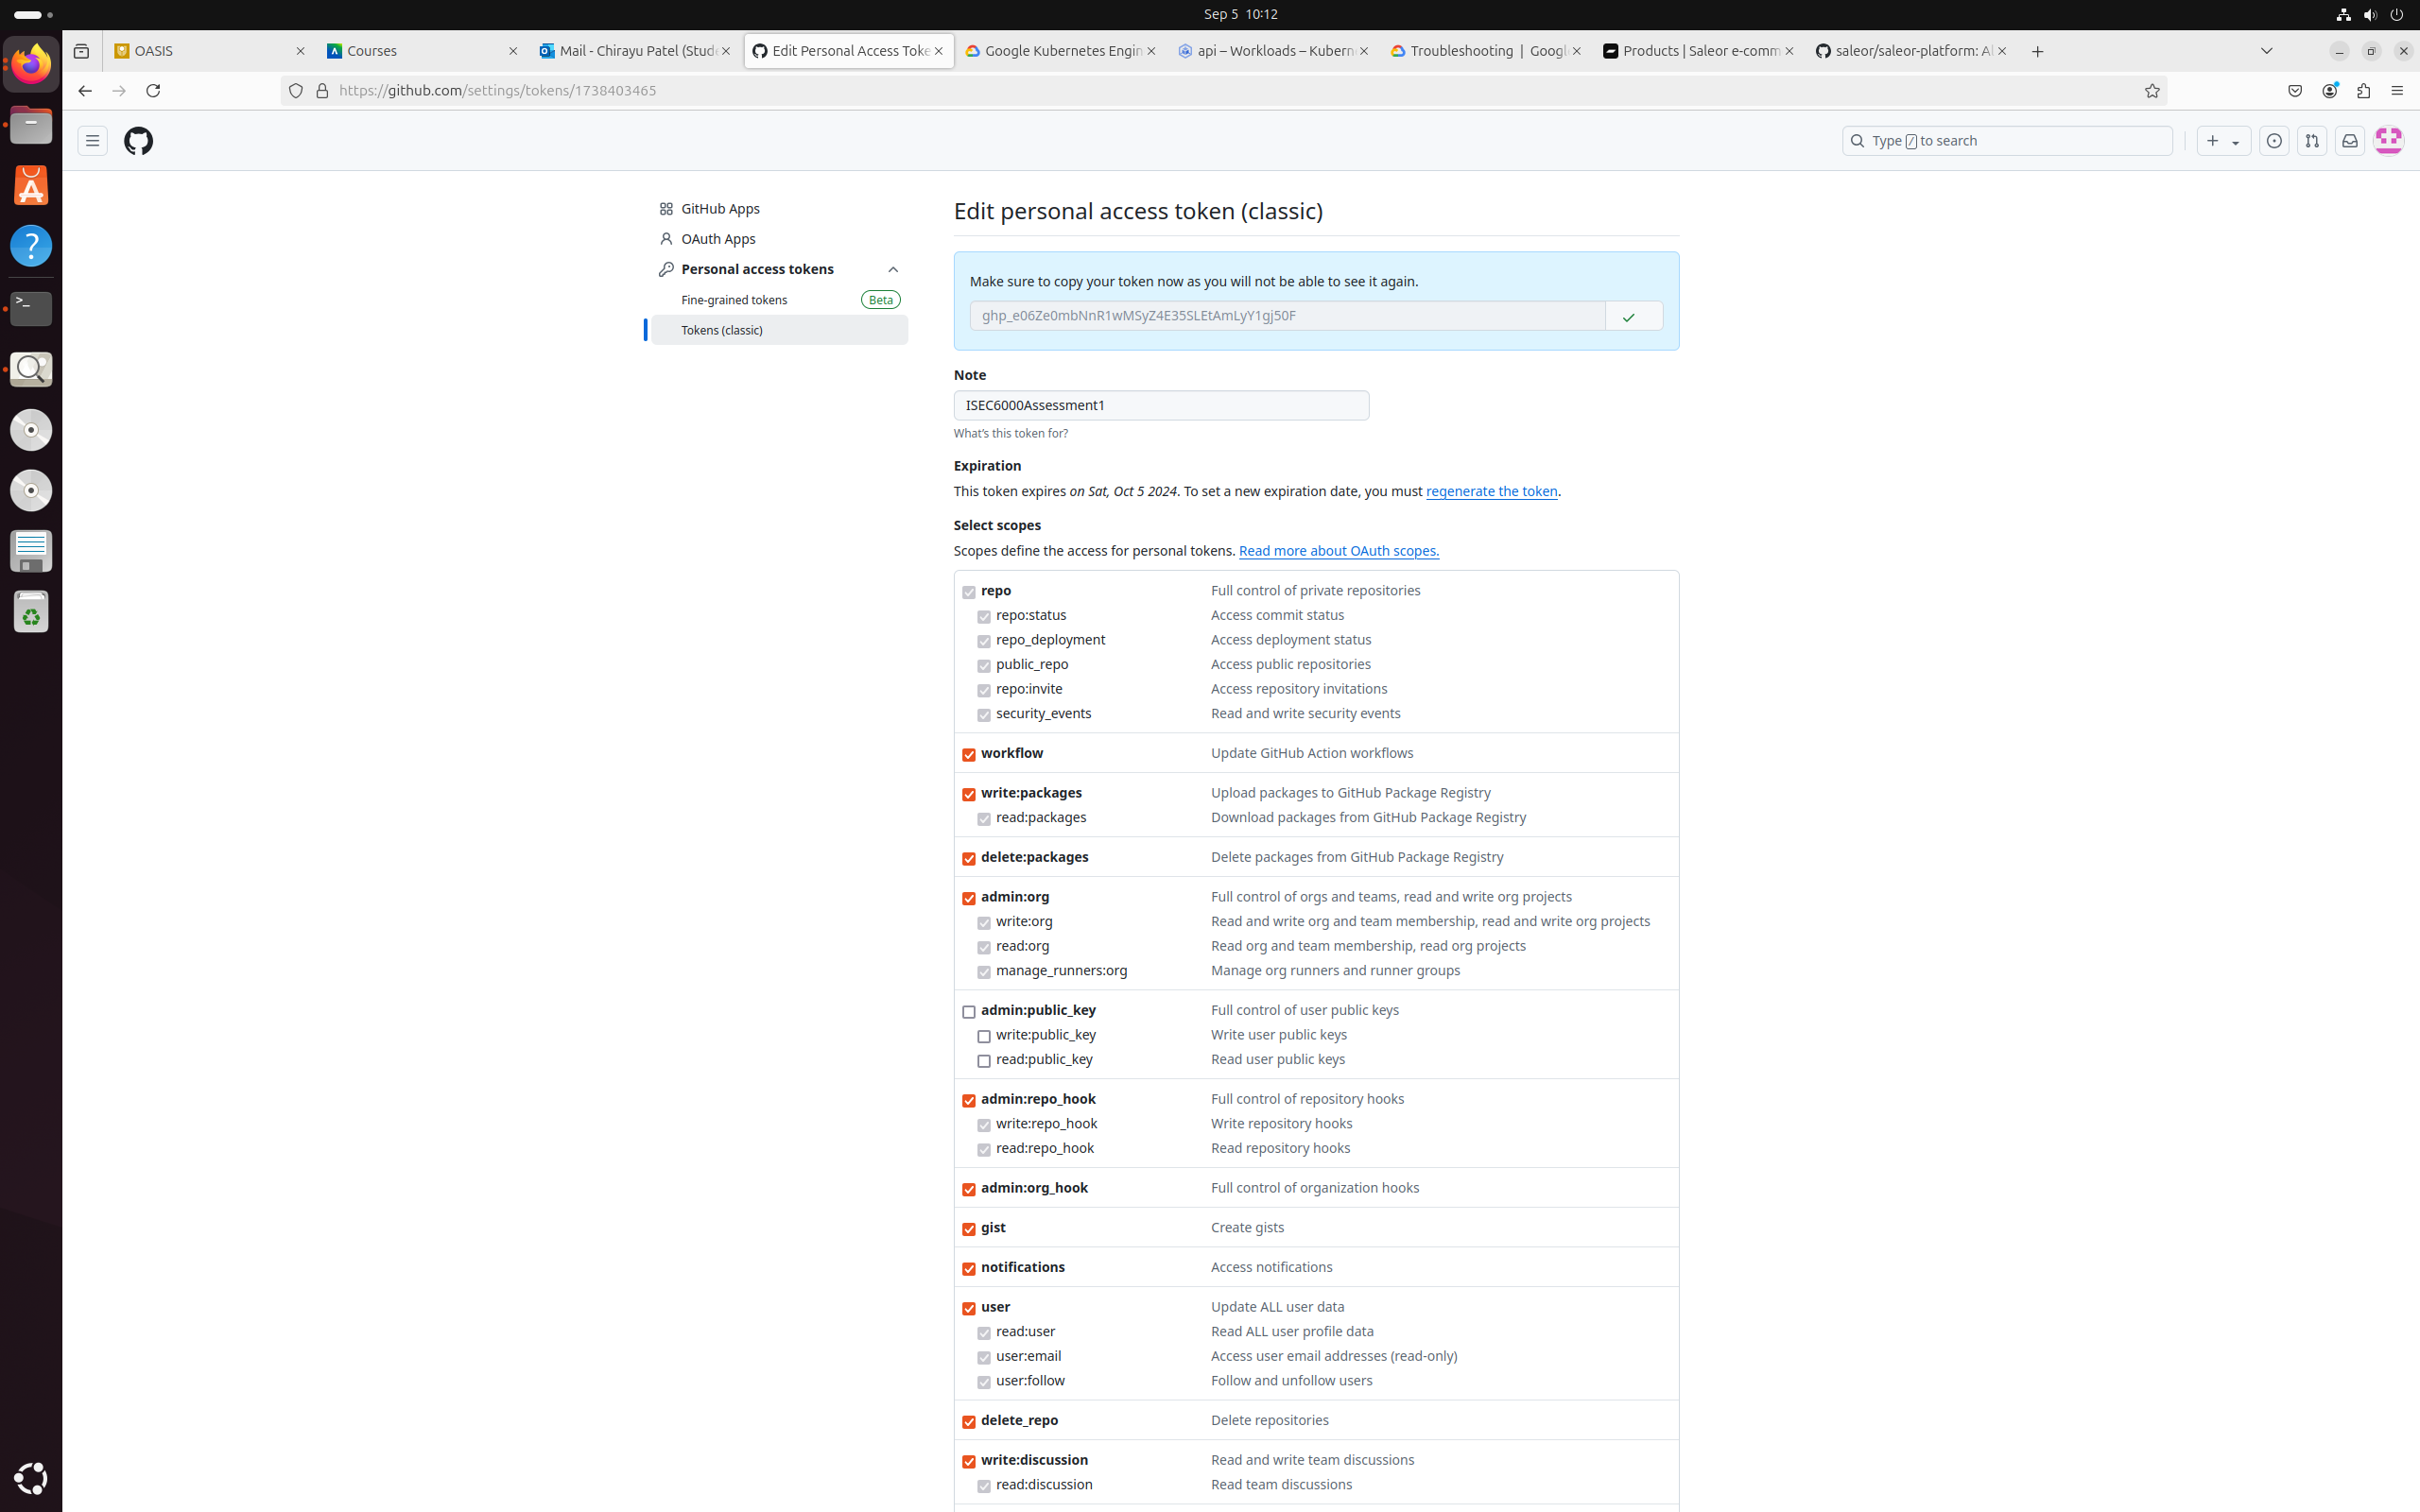 Sep 5 10:12
OASIS
Courses
Mail - Chirayu Patel (Stud
Edit Personal Access Toke
Google Kubernetes Engin
api – Workloads – Kubern
Troubleshooting | Googl
Products | Saleor e-comm
saleor/saleor-platform: Al
https://github.com/settings/tokens/1738403465
Type / to search
GitHub Apps
OAuth Apps
Personal access tokens
Fine-grained tokens
Beta
Tokens (classic)
Edit personal access token (classic)
Make sure to copy your token now as you will not be able to see it again.
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
Note
ISEC6000Assessment1
What's this token for?
Expiration
This token expires on Sat, Oct 5 2024. To set a new expiration date, you must regenerate the token.
Select scopes
Scopes define the access for personal tokens. Read more about OAuth scopes.
repo Full control of private repositories
repo:status Access commit status
repo_deployment Access deployment status
public_repo Access public repositories
repo:invite Access repository invitations
security_events Read and write security events
workflow Update GitHub Action workflows
write:packages Upload packages to GitHub Package Registry
read:packages Download packages from GitHub Package Registry
delete:packages Delete packages from GitHub Package Registry
admin:org Full control of orgs and teams, read and write org projects
write:org Read and write org and team membership, read and write org projects
read:org Read org and team membership, read org projects
manage_runners:org Manage org runners and runner groups
admin:public_key Full control of user public keys
write:public_key Write user public keys
read:public_key Read user public keys
admin:repo_hook Full control of repository hooks
write:repo_hook Write repository hooks
read:repo_hook Read repository hooks
admin:org_hook Full control of organization hooks
gist Create gists
notifications Access notifications
user Update ALL user data
read:user Read ALL user profile data
user:email Access user email addresses (read-only)
user:follow Follow and unfollow users
delete_repo Delete repositories
write:discussion Read and write team discussions
read:discussion Read team discussions